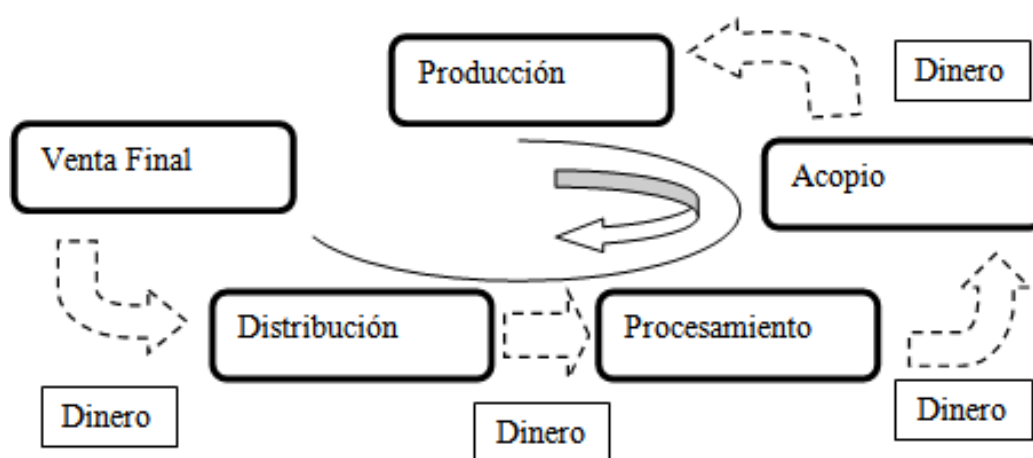 Producción
Dinero
Venta Final
Acopio
Distribución
Procesamiento
Dinero
Dinero
Dinero